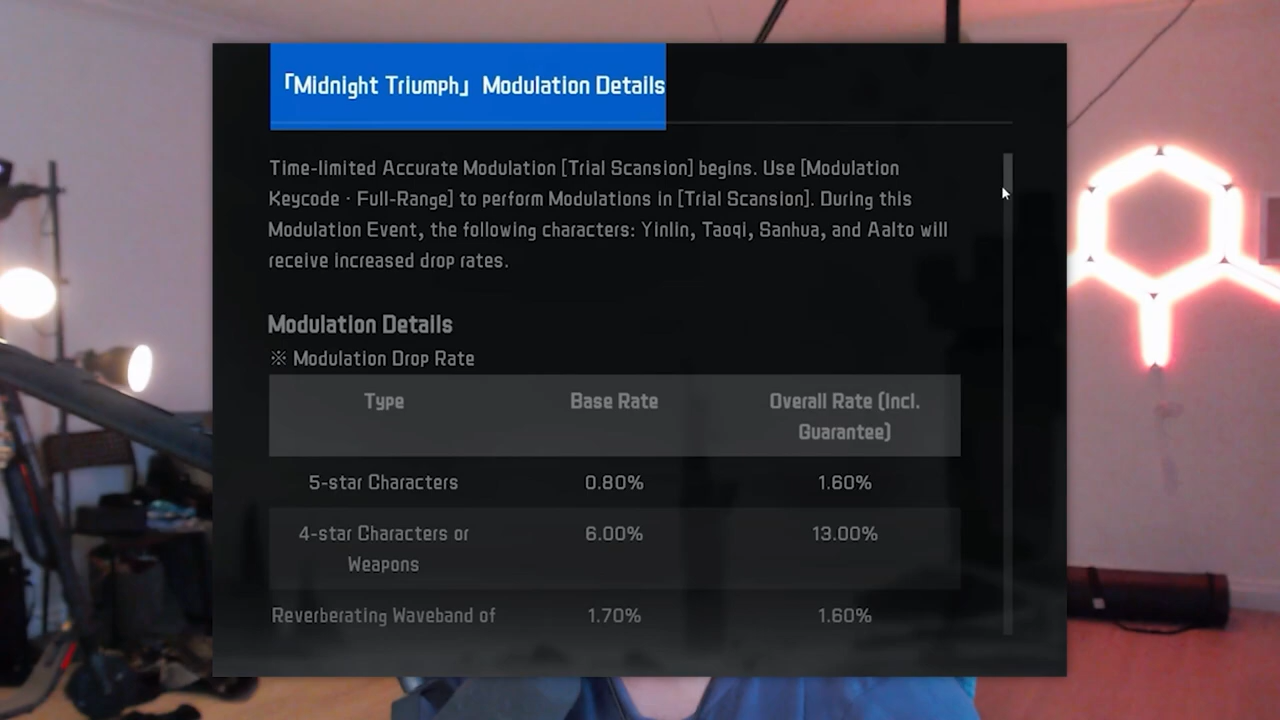 「Midnight Triumph」 Modulation Details
Time-limited Accurate Modulation [Trial Scansion] begins. Use [Modulation
Keycode · Full-Range] to perform Modulations in [Trial Scansion]. During this
Modulation Event, the following characters: Yinlin, Taoqi, Sanhua, and Aalto will
receive increased drop rates.
Modulation Details
※ Modulation Drop Rate
Type Base Rate Overall Rate (Incl.
Guarantee)
5-star Characters 0.80% 1.60%
4-star Characters or 6.00% 13.00%
Weapons
Reverberating Waveband of 1.70% 1.60%